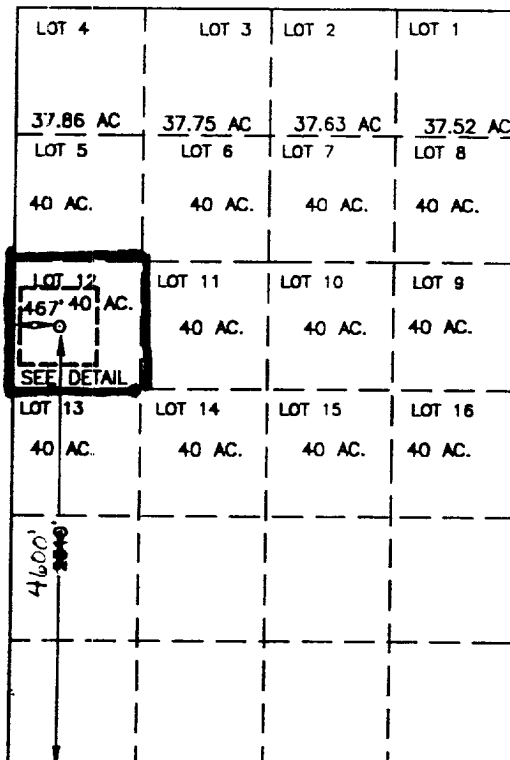 LOT 4 LOT 3 LOT 2 LOT 1
37.86 AC 37.75 AC 37.63 AC 37.52 AC
LOT 5 LOT 6 LOT 7 LOT 8
40 AC. 40 AC. 40 AC. 40 AC.
LOT 12 LOT 11 LOT 10 LOT 9
467' 40 AC. 40 AC. 40 AC. 40 AC.
SEE DETAIL
LOT 13 LOT 14 LOT 15 LOT 16
40 AC. 40 AC. 40 AC. 40 AC.
4600'